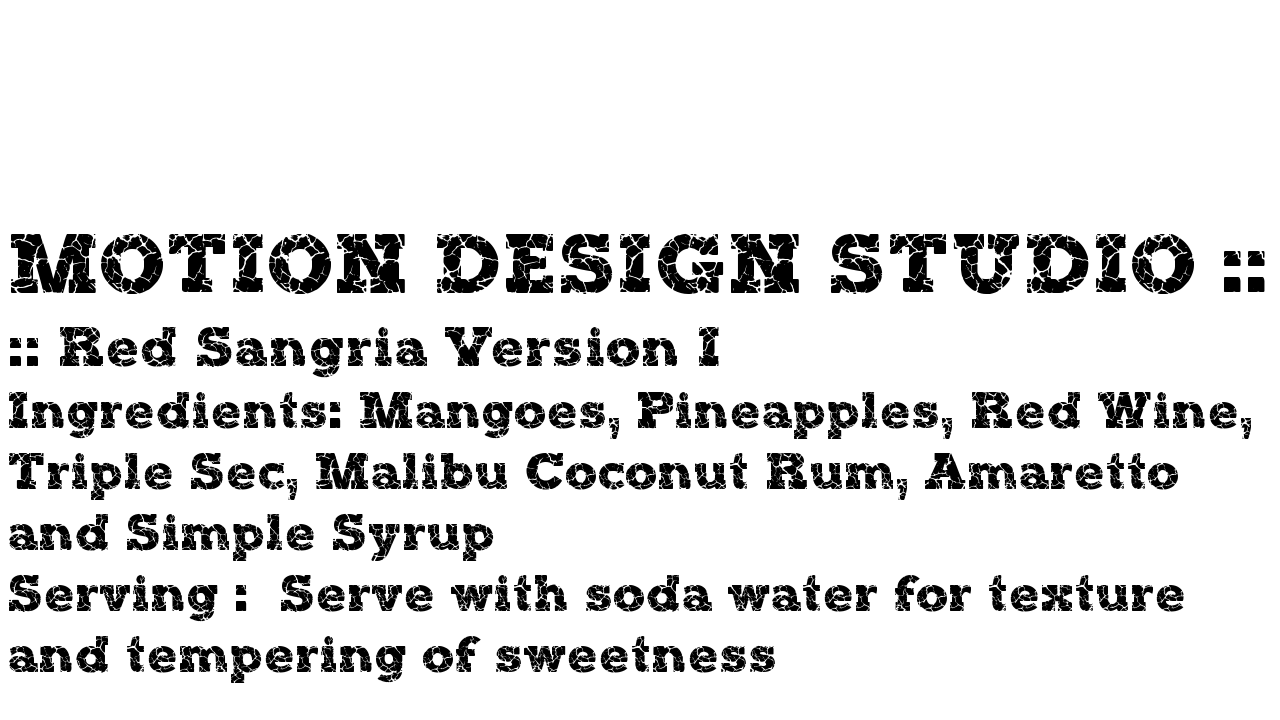 MOTION DESIGN STUDIO ::
:: Red Sangria Version I
Ingredients: Mangoes, Pineapples, Red Wine,
Triple Sec, Malibu Coconut Rum, Amaretto
and Simple Syrup
Serving :  Serve with soda water for texture
and tempering of sweetness